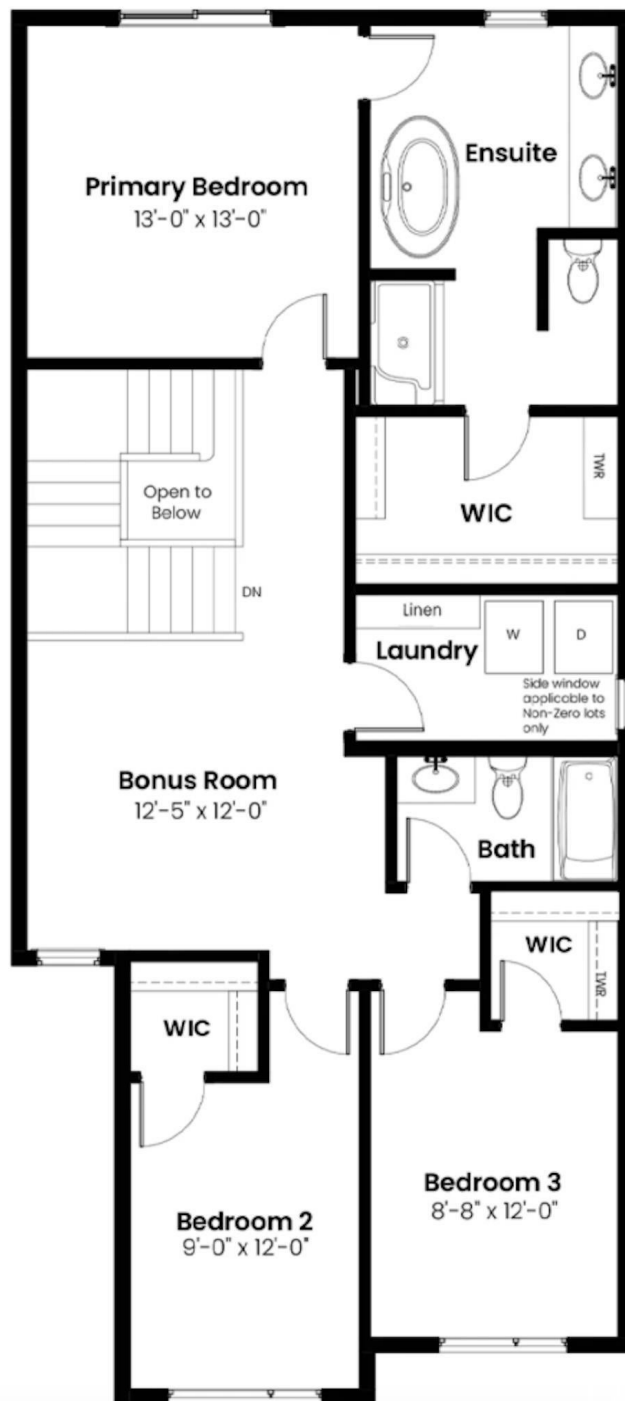 Primary Bedroom
13'-0" x 13'-0"
Ensuite
Open to
Below
DN
WIC
TWR
Linen
Laundry
W
D
Side window
applicable to
Non-Zero lots
only
Bonus Room
12'-5" x 12'-0"
Bath
WIC
TWR
WIC
Bedroom 3
8'-8" x 12'-0"
Bedroom 2
9'-0" x 12'-0"